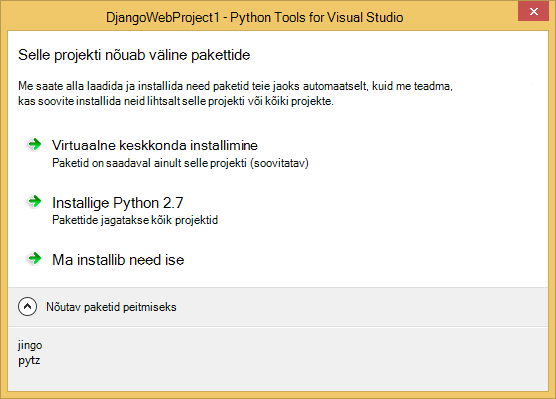 DjangoWebProject1 - Python Tools for Visual Studio
Selle projekti nõuab väline pakettide
Me saate alla laadida ja installida need paketid teie jaoks automaatselt, kuid me teadma,
kas soovite installida neid lihtsalt selle projekti või kõiki projekte.
Virtuaalne keskkonda installimine
Paketid on saadaval ainult selle projekti (soovitatav)
Installige Python 2.7
Pakettide jagatakse kõik projektid
Ma installib need ise
Nõutav paketid peitmiseks
jingo
pytz